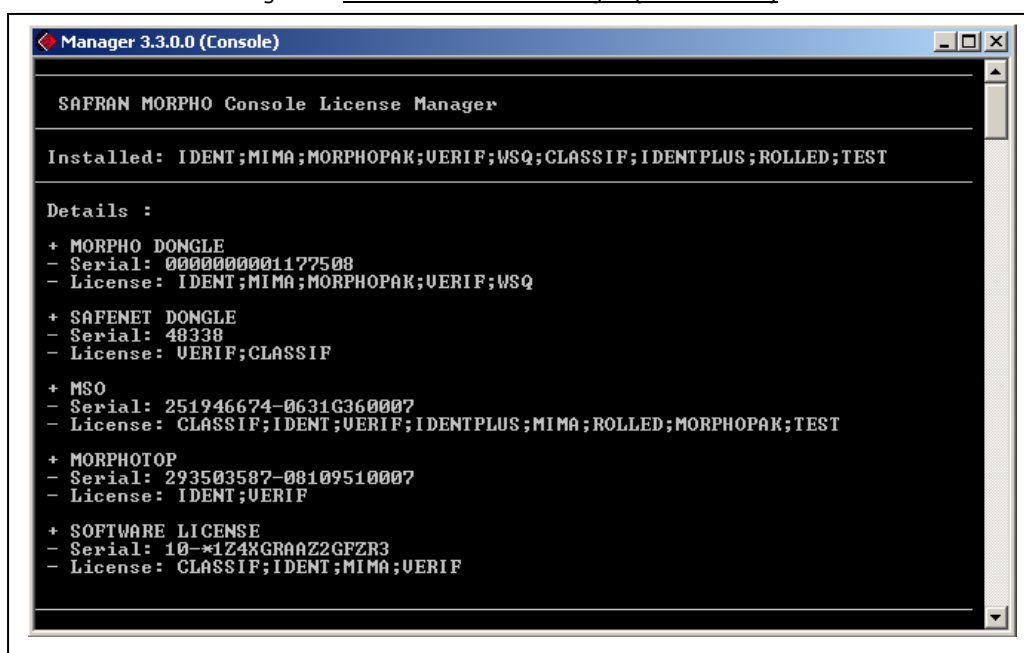 Manager 3.3.0.0 (Console)
SAFRAN MORPHO Console License Manager
Installed: IDENT;MIMA;MORPHOPAK;VERIF;WSQ;CLASSIF;IDENTPLUS;ROLLED;TEST
Details :
+ MORPHO DONGLE
- Serial: 0000000001177508
- License: IDENT;MIMA;MORPHOPAK;VERIF;WSQ
+ SAFENET DONGLE
- Serial: 48338
- License: VERIF;CLASSIF
+ MSO
- Serial: 251946674-0631G360007
- License: CLASSIF;IDENT;VERIF;IDENTPLUS;MIMA;ROLLED;MORPHOPAK;TEST
+ MORPHOTOP
- Serial: 293503587-08109510007
- License: IDENT;VERIF
+ SOFTWARE LICENSE
- Serial: 10-*1Z4XGRAAZ2GFZR3
- License: CLASSIF;IDENT;MIMA;VERIF